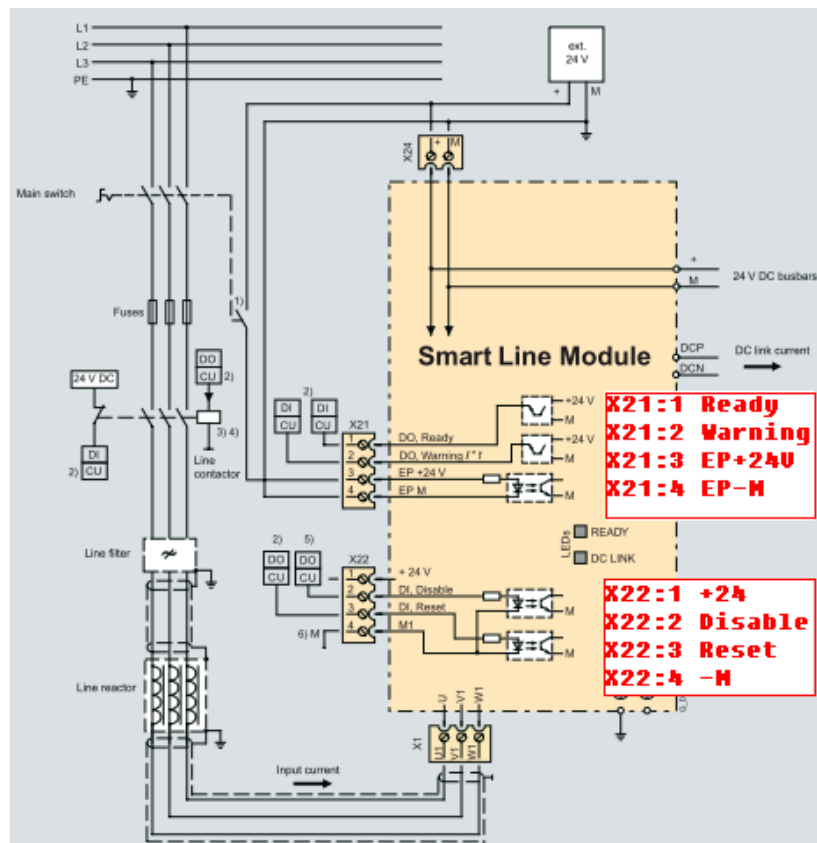 L1
L2
L3
PE
ext.
24 V
+ M
X24
+ M
Main switch
+
M
24 V DC busbars
1)
Fuses
Smart Line Module
DCP
DCN
DC link current
DO
CU
2)
24 V DC
3) 4)
DI
CU
2)
Line
contactor
2)
DI
CU
DI
CU
X21
1
2
3
4
DO, Ready
DO, Warning I²t
EP +24 V
EP M
+24 V
M
+24 V
M
M
X21:1 Ready
X21:2 Warning
X21:3 EP+24V
X21:4 EP-M
LEDs
READY
DC LINK
Line filter
2) 5)
DO
CU
DO
CU
X22
1
2
3
4
+ 24 V
DI, Disable
DI, Reset
M1
6) M
M
M
X22:1 +24
X22:2 Disable
X22:3 Reset
X22:4 -M
Line reactor
U
V1
W1
X1
U1
V1
W1
Input current